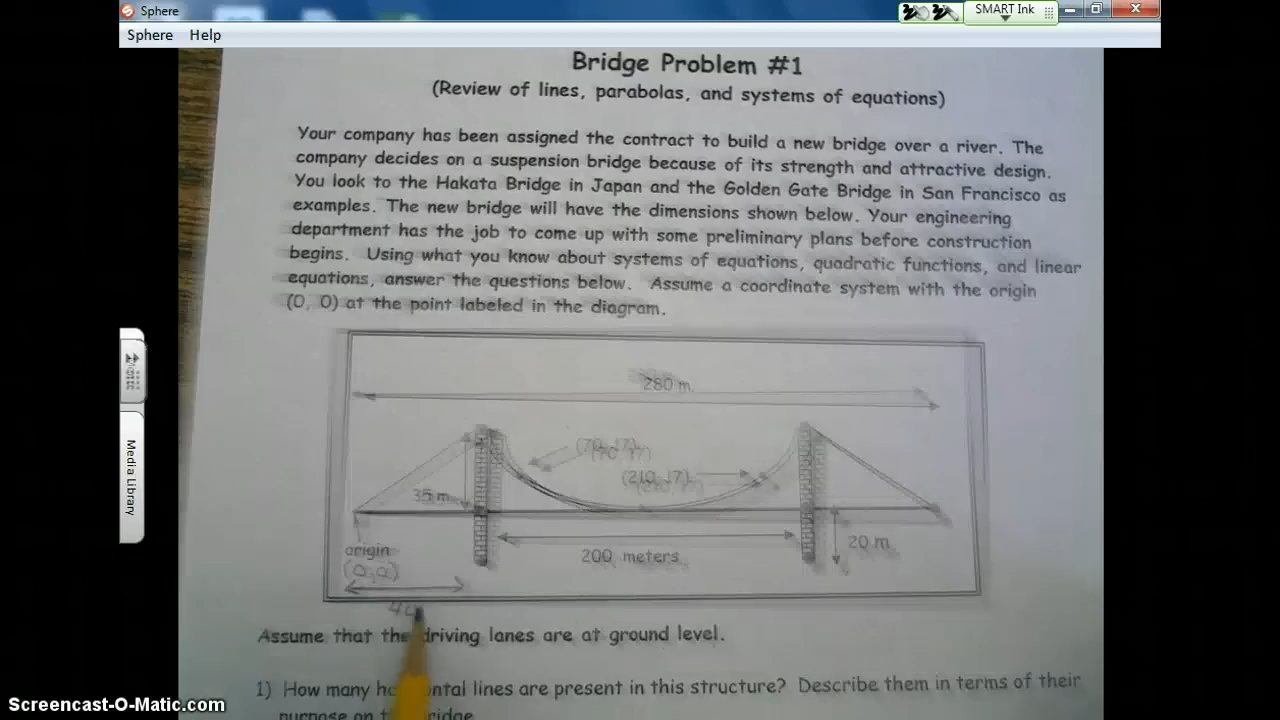 Sphere
SMART Ink
Sphere Help
Bridge Problem #1
(Review of lines, parabolas, and systems of equations)
Your company has been assigned the contract to build a new bridge over a river. The
company decides on a suspension bridge because of its strength and attractive design.
You look to the Hakata Bridge in Japan and the Golden Gate Bridge in San Francisco as
examples. The new bridge will have the dimensions shown below. Your engineering
department has the job to come up with some preliminary plans before construction
begins. Using what you know about systems of equations, quadratic functions, and linear
equations, answer the questions below. Assume a coordinate system with the origin
(0, 0) at the point labeled in the diagram.
280 m.
(70, 17)
(210, 17)
35 m
origin
(0,0)
200 meters
20 m.
Media Library
Assume that the driving lanes are at ground level.
1) How many lines are present in this structure? Describe them in terms of their
purpose on
Screencast-O-Matic.com